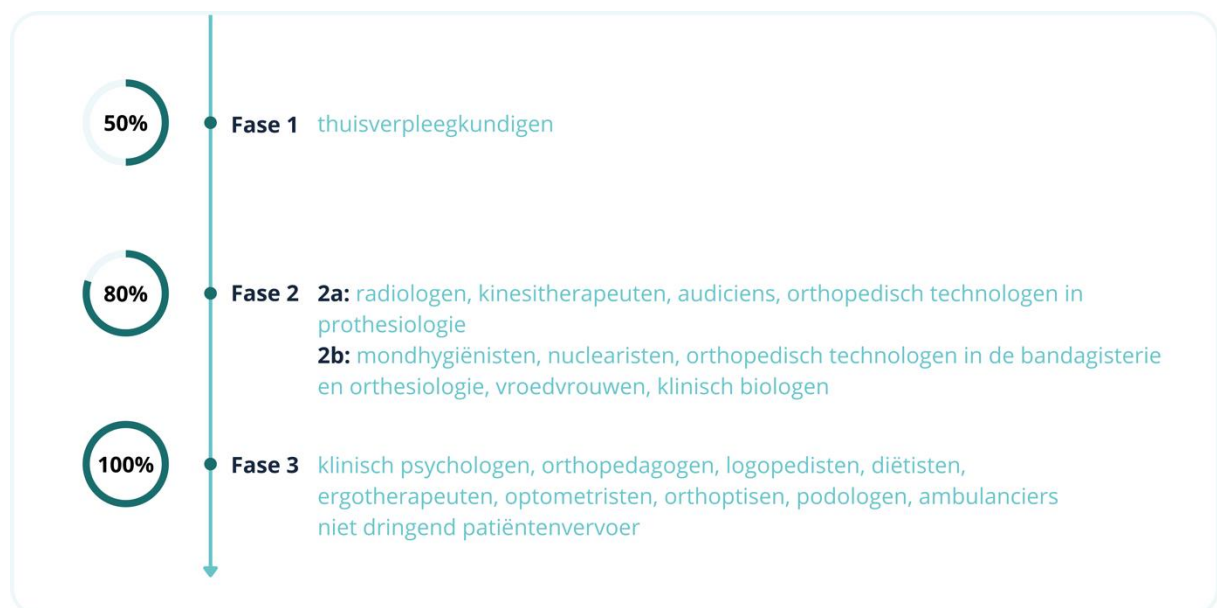 50%
Fase 1 thuisverpleegkundigen
80%
Fase 2 2a: radiologen, kinesitherapeuten, audiciens, orthopedisch technologen in
prothesiologie
2b: mondhygiënisten, nuclearisten, orthopedisch technologen in de bandagisterie
en orthesiologie, vroedvrouwen, klinisch biologen
100%
Fase 3 klinisch psychologen, orthopedagogen, logopedisten, diëtisten,
ergotherapeuten, optometristen, orthoptisen, podologen, ambulanciers
niet dringend patiëntenvervoer